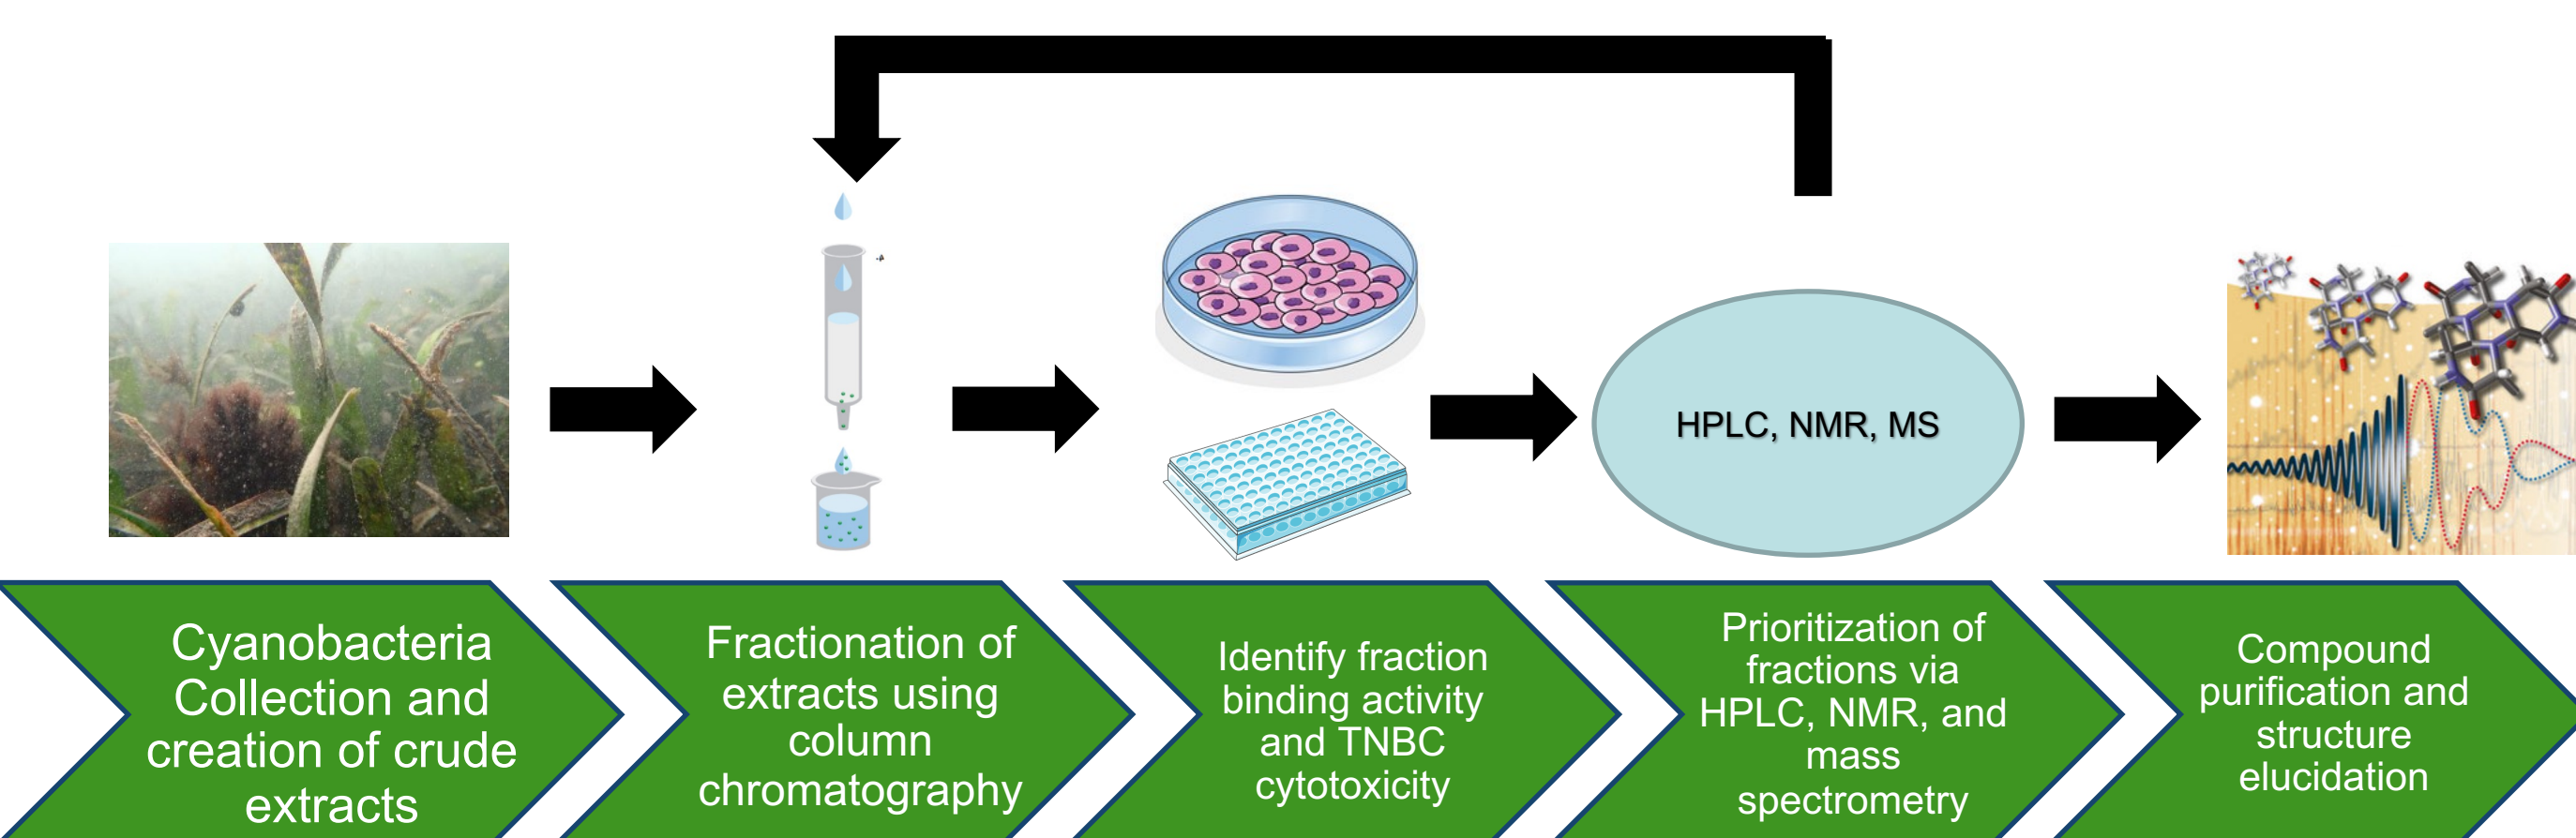 HPLC, NMR, MS
Cyanobacteria
Collection and
creation of crude
extracts
Fractionation of
extracts using
column
chromatography
Identify fraction
binding activity
and TNBC
cytotoxicity
Prioritization of
fractions via
HPLC, NMR, and
mass
spectrometry
Compound
purification and
structure
elucidation